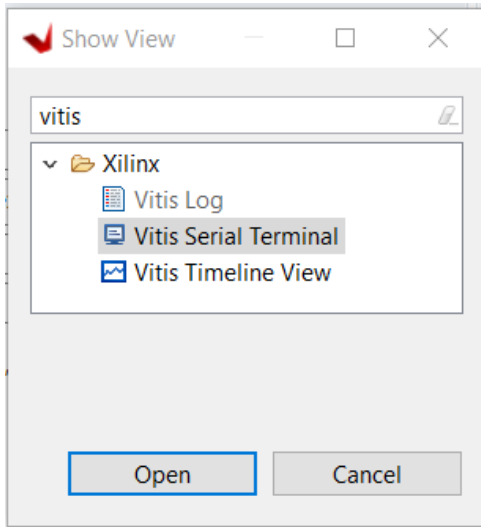 Show View
vitis
Xilinx
Vitis Log
Vitis Serial Terminal
Vitis Timeline View
Open Cancel